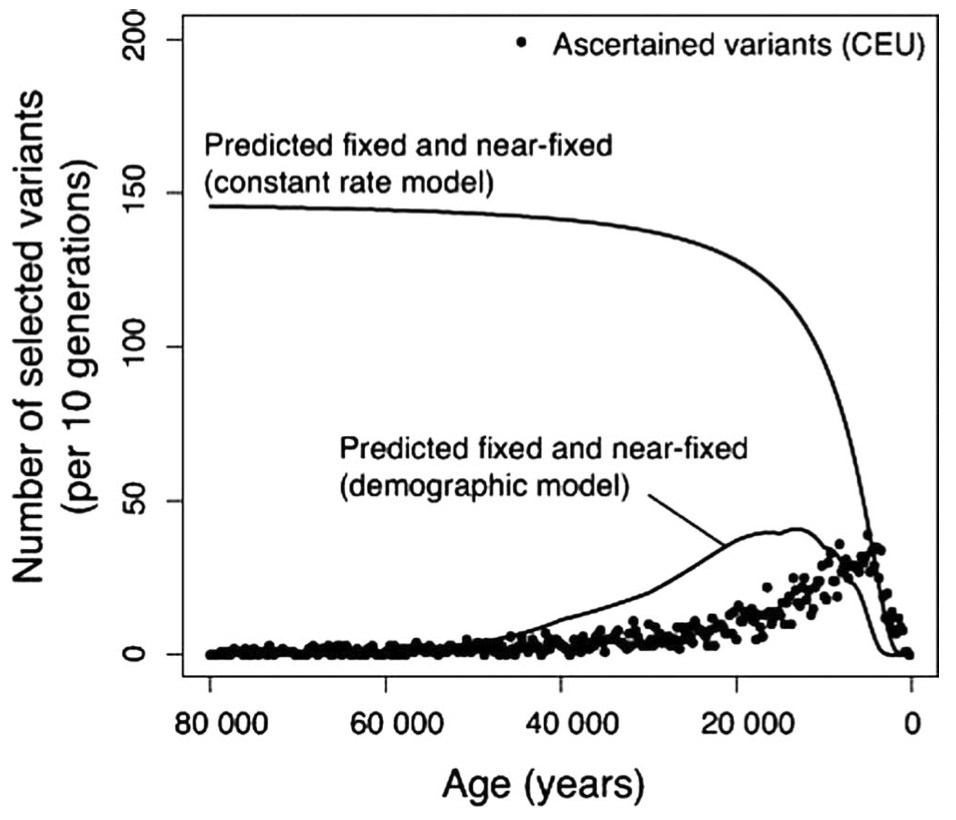 Number of selected variants
(per 10 generations)
200
150
100
50
0
• Ascertained variants (CEU)
Predicted fixed and near-fixed
(constant rate model)
Predicted fixed and near-fixed
(demographic model)
80 000 60 000 40 000 20 000 0
Age (years)